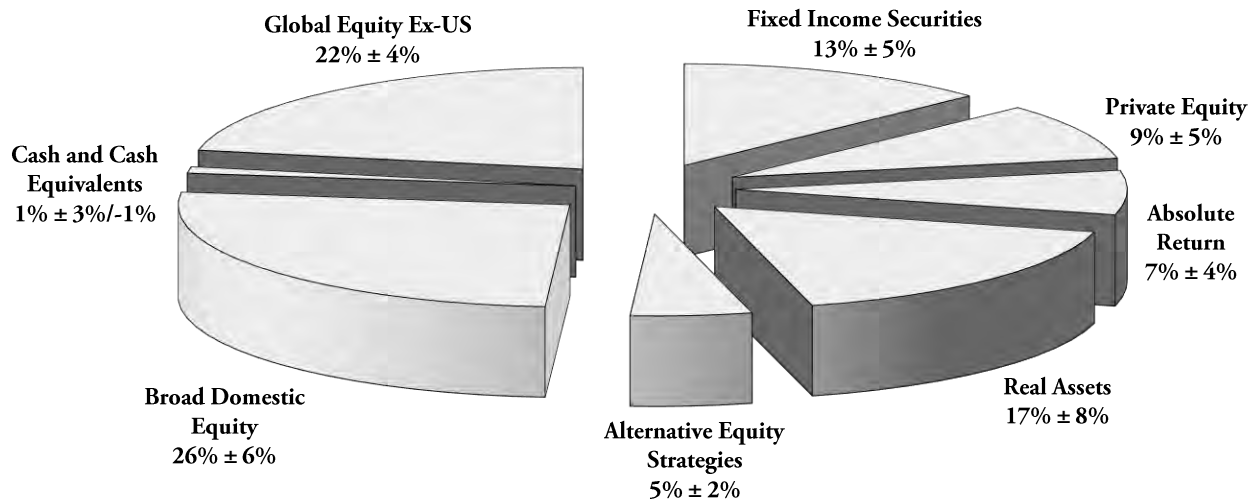 Global Equity Ex-US
22% ± 4%
Fixed Income Securities
13% ± 5%
Private Equity
9% ± 5%
Cash and Cash
Equivalents
1% ± 3%/-1%
Absolute
Return
7% ± 4%
Real Assets
17% ± 8%
Broad Domestic
Equity
26% ± 6%
Alternative Equity
Strategies
5% ± 2%